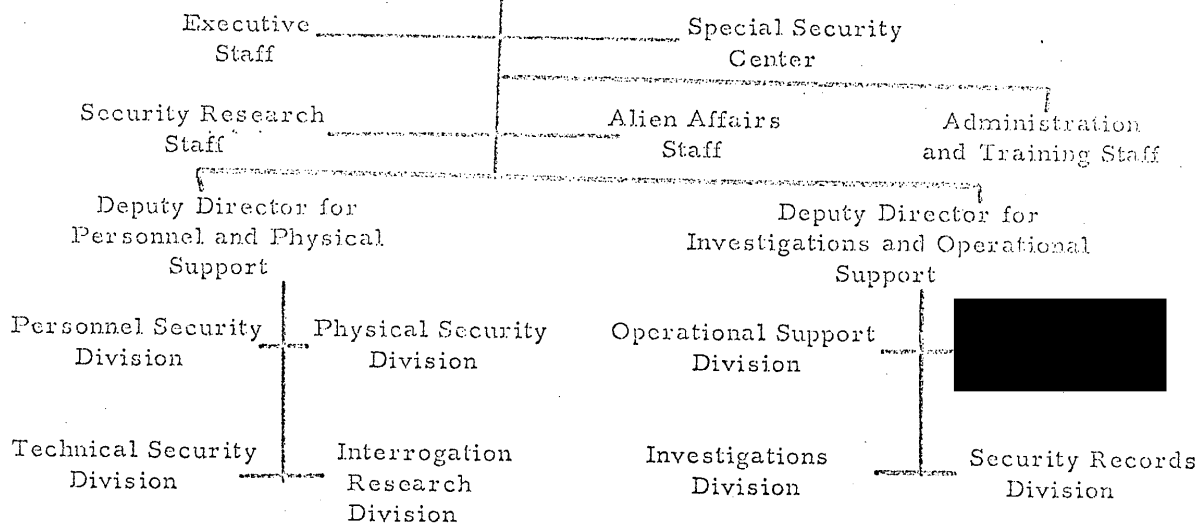 Executive
Staff
Special Security
Center
Security Research
Staff
Alien Affairs
Staff
Administration
and Training Staff
Deputy Director for
Personnel and Physical
Support
Deputy Director for
Investigations and Operational
Support
Personnel Security
Division
Physical Security
Division
Operational Support
Division
Technical Security
Division
Interrogation
Research
Division
Investigations
Division
Security Records
Division